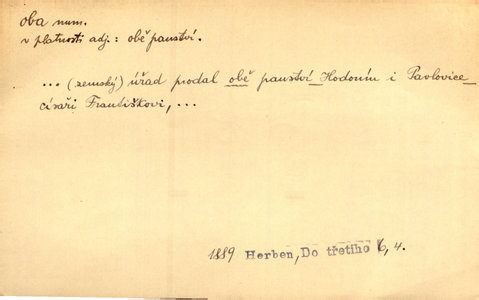 oba num.
v platnosti adj.: obě panství.
... (zemský) úřad prodal obě panství Hodonín i Pavlovice
císaři Františkovi, ...
1889 Herben, Do třetího 6, 4.